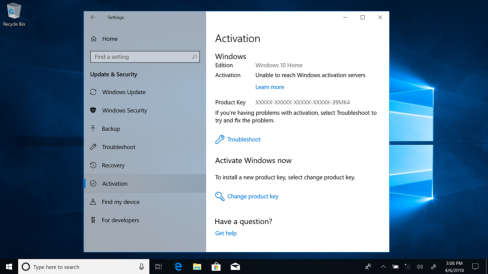 Recycle Bin
Settings
Home
Find a setting
Update & Security
Windows Update
Windows Security
Backup
Troubleshoot
Recovery
Activation
Find my device
For developers
Activation
Windows
Edition Windows 10 Home
Activation Unable to reach Windows activation servers
Learn more
Product Key XXXXX-XXXXX-XXXXX-XXXXX-39MK4
If you're having problems with activation, select Troubleshoot to
try and fix the problem.
Troubleshoot
Activate Windows now
To install a new product key, select change product key.
Change product key
Have a question?
Get help
Type here to search
3:08 PM
4/6/2018